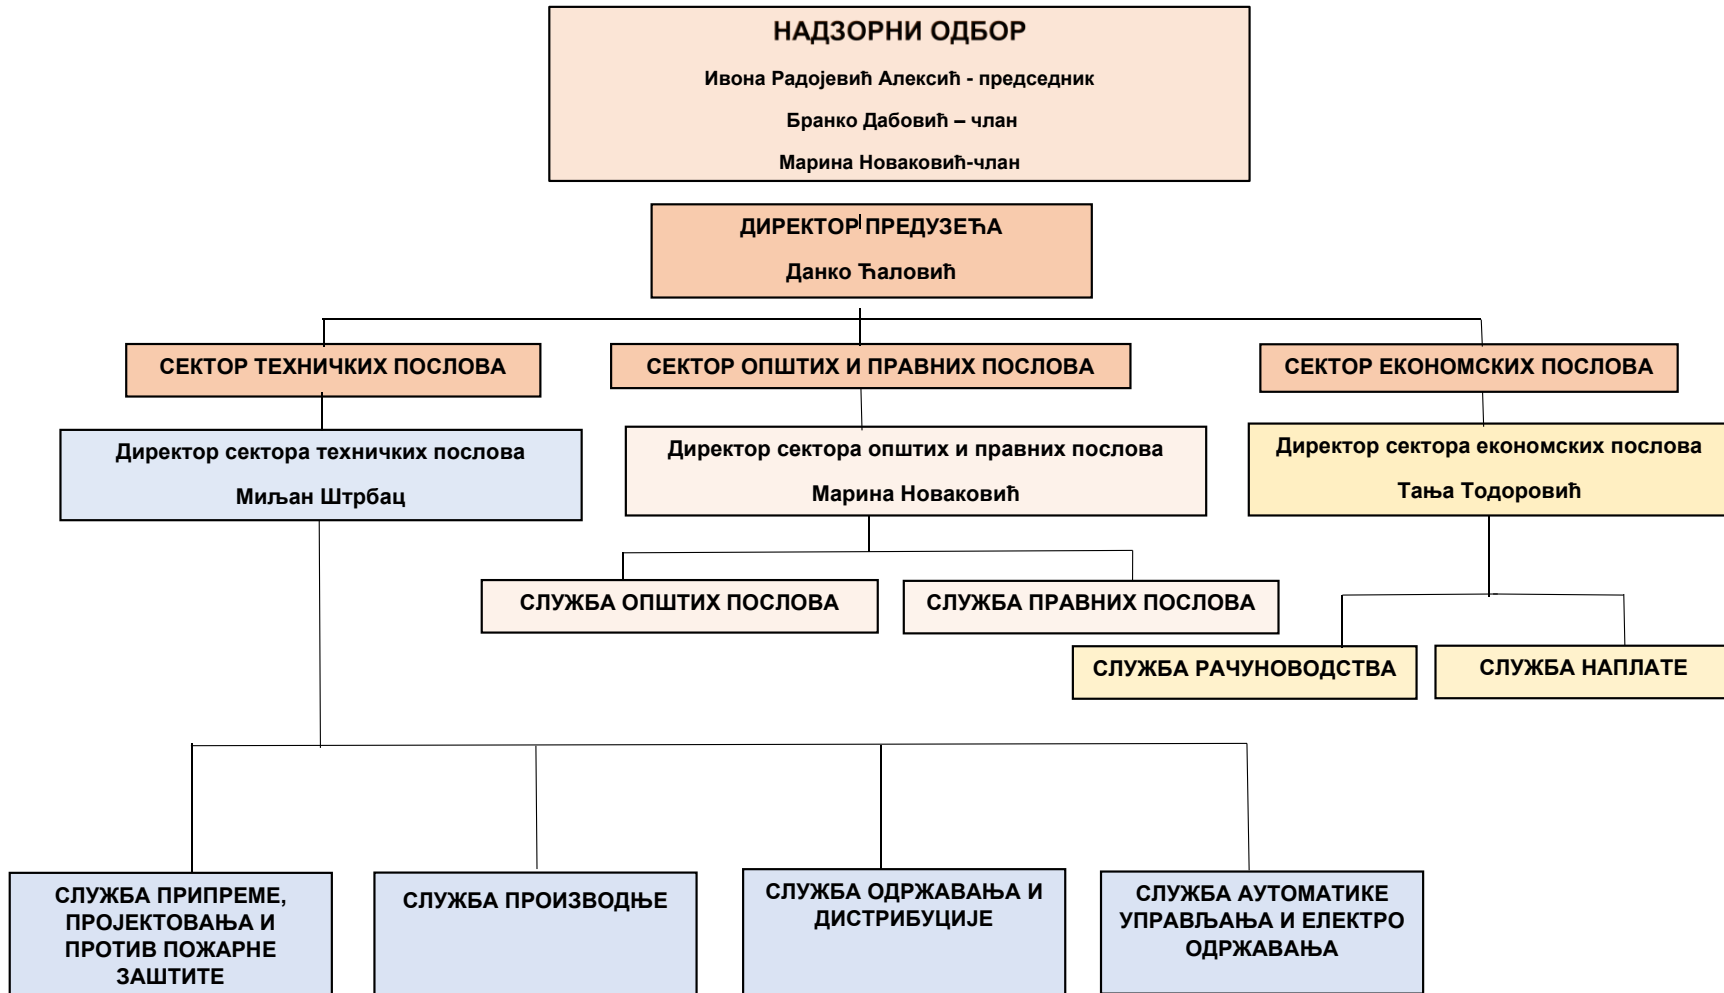 НАДЗОРНИ ОДБОР
Ивона Радојевић Алексић - председник
Бранко Дабовић – члан
Марина Новаковић-члан
ДИРЕКТОР ПРЕДУЗЕЋА
Данко Ћаловић
СЕКТОР ТЕХНИЧКИХ ПОСЛОВА
СЕКТОР ОПШТИХ И ПРАВНИХ ПОСЛОВА
СЕКТОР ЕКОНОМСКИХ ПОСЛОВА
Директор сектора техничких послова
Миљан Штрбац
Директор сектора општих и правних послова
Марина Новаковић
Директор сектора економских послова
Тања Тодоровић
СЛУЖБА ОПШТИХ ПОСЛОВА
СЛУЖБА ПРАВНИХ ПОСЛОВА
СЛУЖБА РАЧУНОВОДСТВА
СЛУЖБА НАПЛАТЕ
СЛУЖБА ПРИПРЕМЕ,
ПРОЈЕКТОВАЊА И
ПРОТИВ ПОЖАРНЕ
ЗАШТИТЕ
СЛУЖБА ПРОИЗВОДЊЕ
СЛУЖБА ОДРЖАВАЊА И
ДИСТРИБУЦИЈЕ
СЛУЖБА АУТОМАТИКЕ
УПРАВЉАЊА И ЕЛЕКТРО
ОДРЖАВАЊА